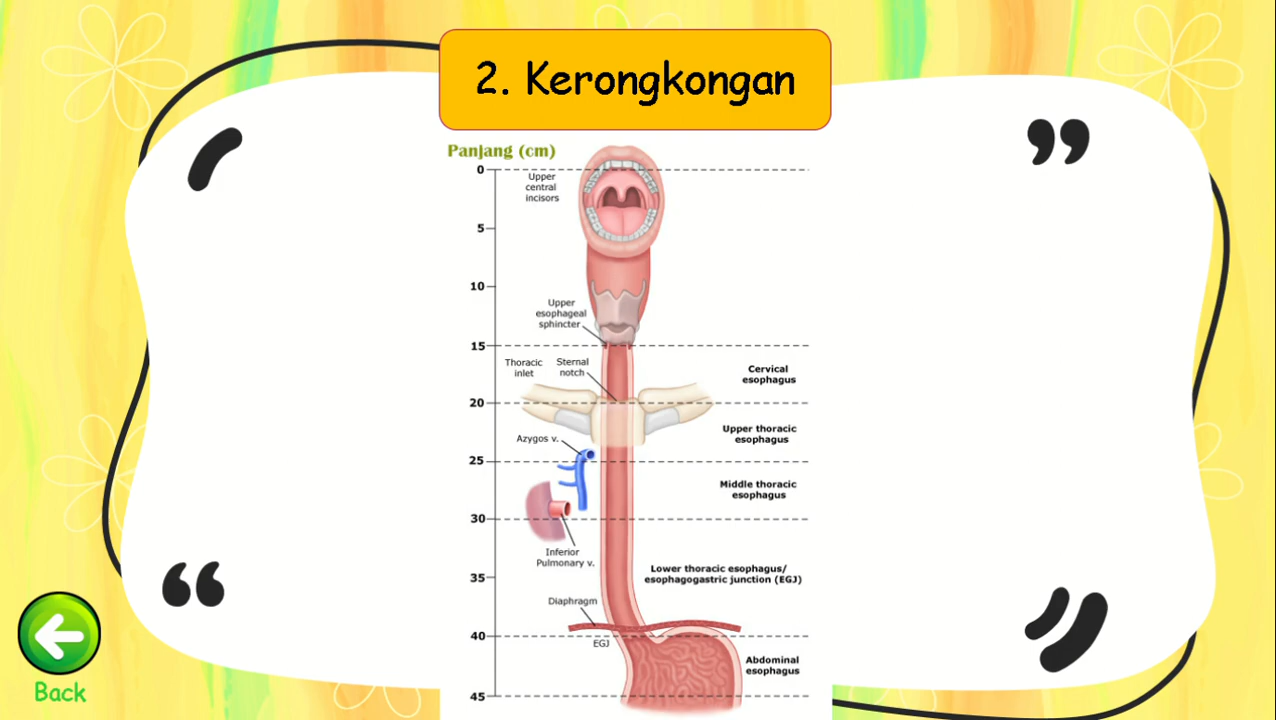 2. Kerongkongan
Panjang (cm)
0
Upper
central
incisors
5
10
Upper
esophageal
sphincter
15
Thoracic
inlet
Sternal
notch
Cervical
esophagus
20
Upper thoracic
esophagus
Azygos v.
25
Middle thoracic
esophagus
30
Inferior
Pulmonary v.
Lower thoracic esophagus/
esophagogastric junction (EGJ)
35
Diaphragm
40
EGJ
Abdominal
esophagus
45
Back